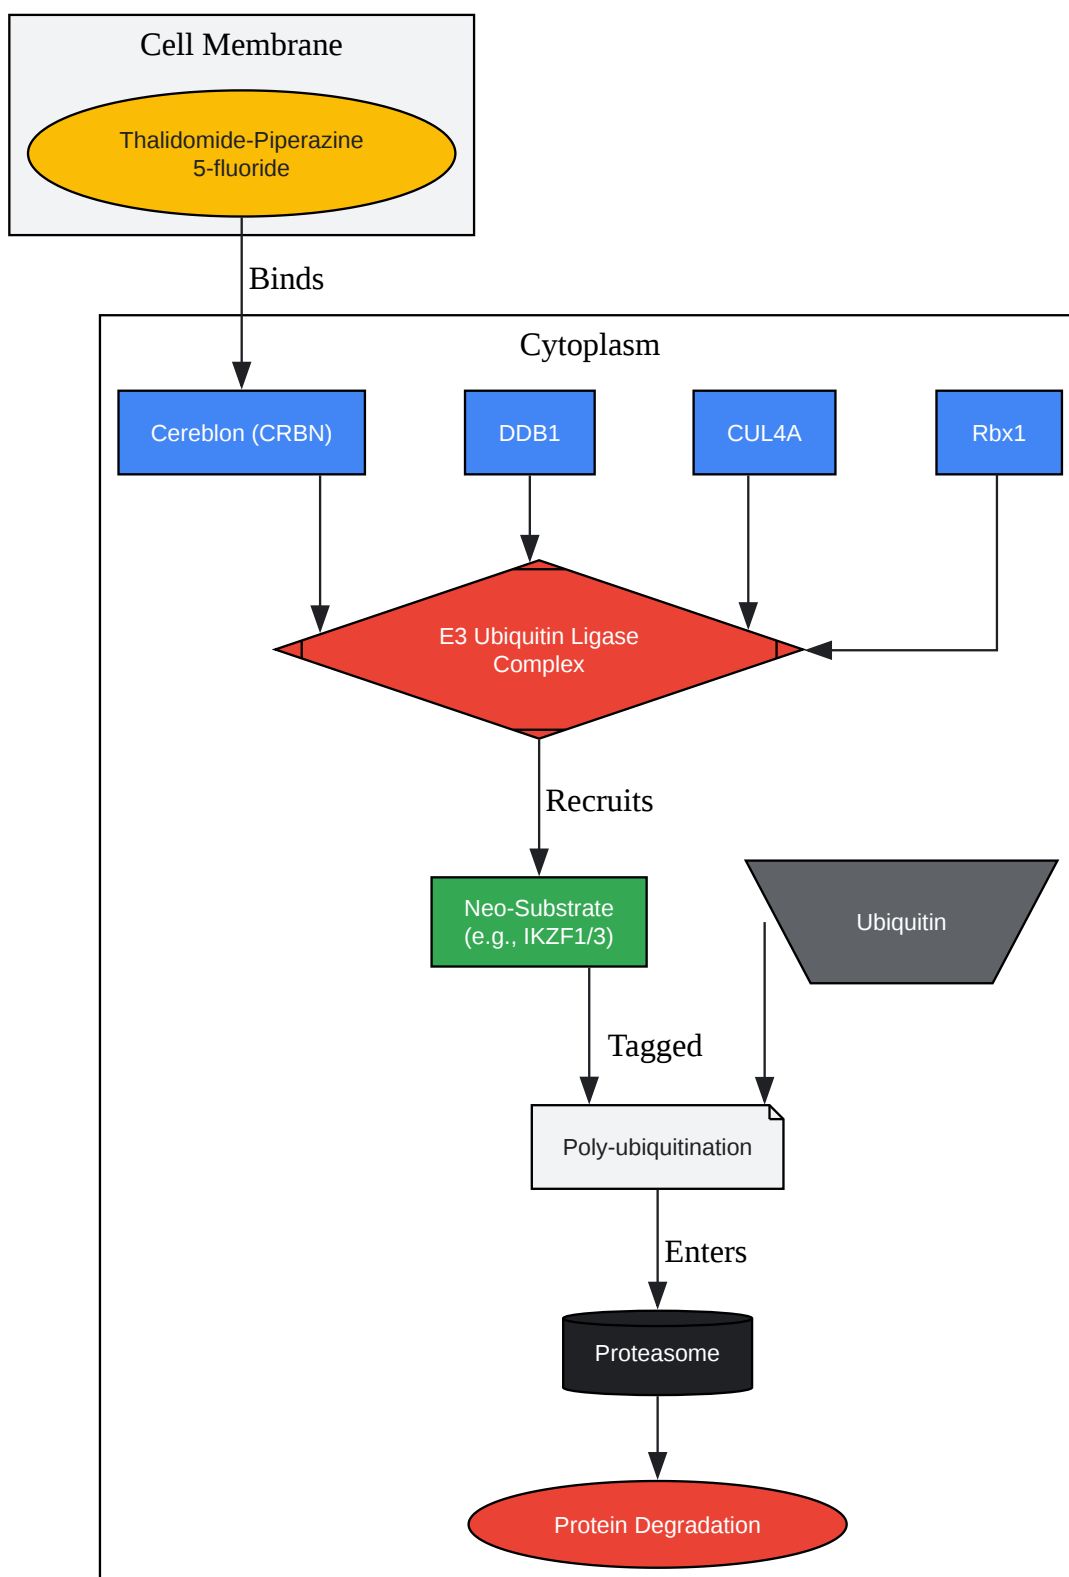 Cell Membrane
Thalidomide-Piperazine
5-fluoride
Binds
Cytoplasm
Cereblon (CRBN)
DDB1
CUL4A
Rbx1
E3 Ubiquitin Ligase
Complex
Recruits
Neo-Substrate
(e.g., IKZF1/3)
Ubiquitin
Tagged
Poly-ubiquitination
Enters
Proteasome
Protein Degradation